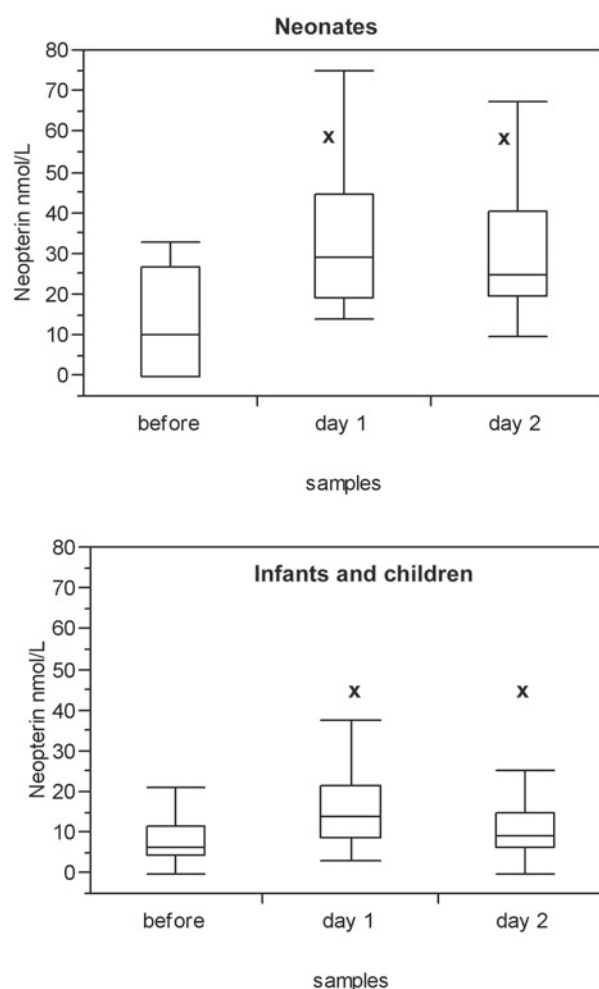 Neonates
80
70
60
50
40
30
20
10
0
Neopterin nmol/L
x
x
before
day 1
day 2
samples
Infants and children
80
70
60
50
40
30
20
10
0
Neopterin nmol/L
x
x
before
day 1
day 2
samples